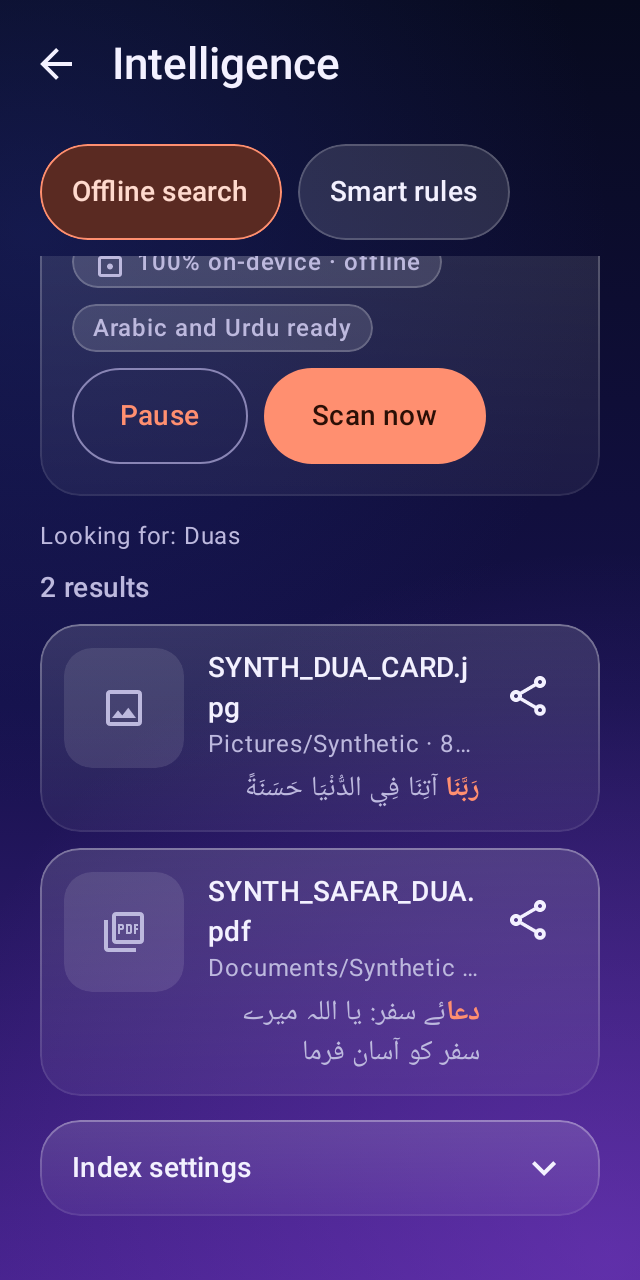 Intelligence
Offline search
Smart rules
100% on-device · offline
Arabic and Urdu ready
Pause
Scan now
Looking for: Duas
2 results
SYNTH_DUA_CARD.j
pg
Pictures/Synthetic · 8…
رَبَّنَا آتِنَا فِي الدُّنْيَا حَسَنَةً
SYNTH_SAFAR_DUA.
pdf
Documents/Synthetic …
دعائے سفر: یا اللہ میرے
سفر کو آسان فرما
PDF
Index settings